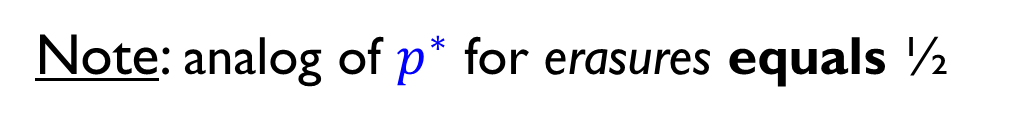 Note: analog of p* for erasures equals ½